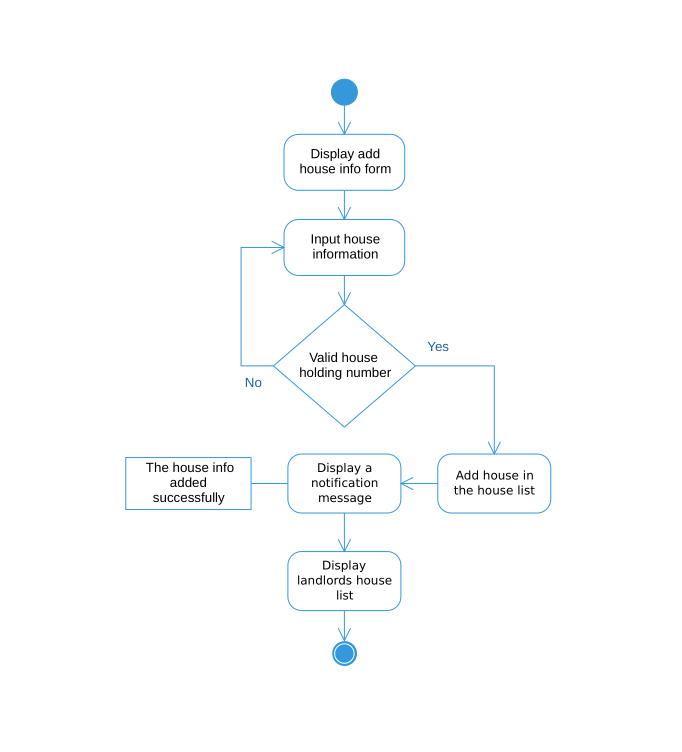 Display add
house info form
Input house
information
Valid house
holding number
Yes
No
The house info
added
successfully
Display a
notification
message
Add house in
the house list
Display
landlords house
list